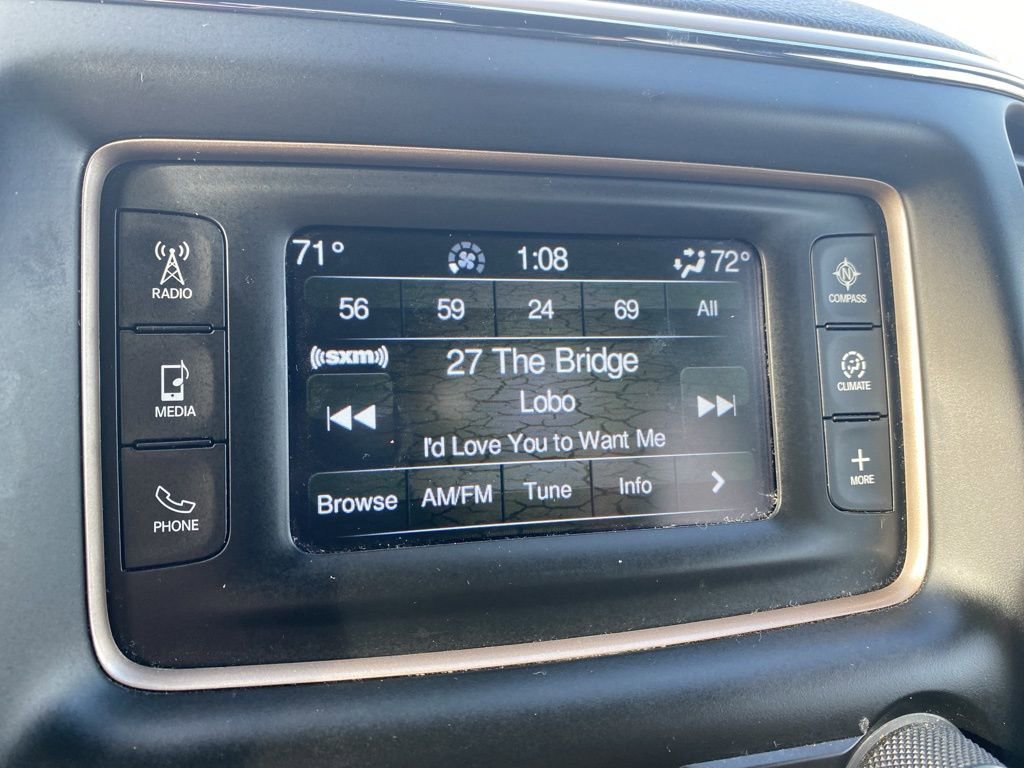 71° 1:08 72°
56 59 24 69 All
((sxm)) 27 The Bridge
Lobo
I'd Love You to Want Me
Browse AM/FM Tune Info >
RADIO
MEDIA
PHONE
COMPASS
CLIMATE
+
MORE